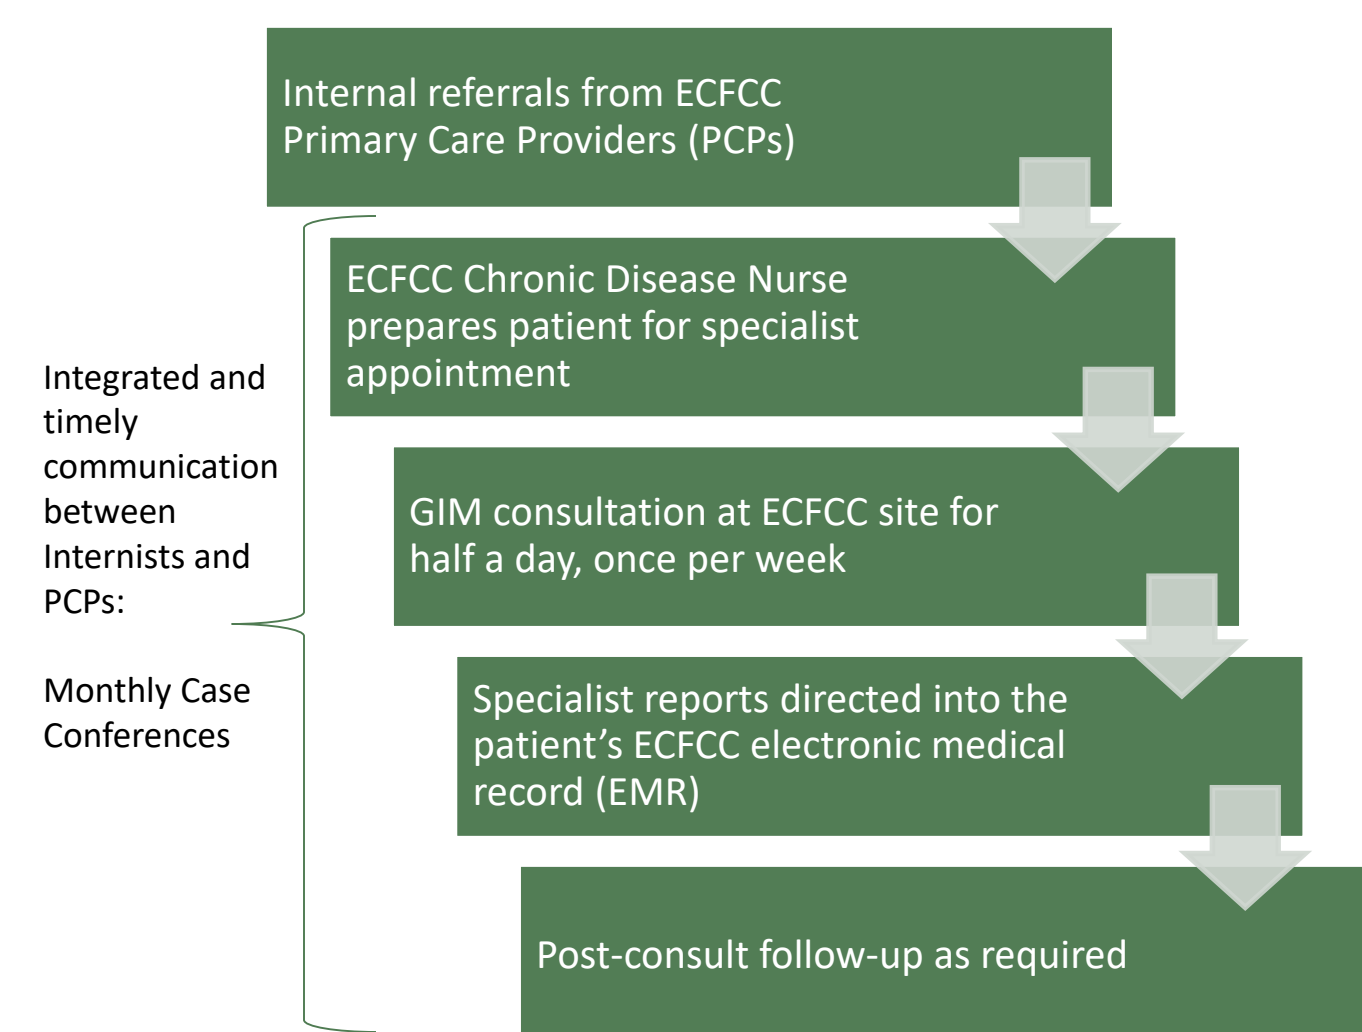 Internal referrals from ECFCC
Primary Care Providers (PCPs)
ECFCC Chronic Disease Nurse
prepares patient for specialist
appointment
Integrated and
timely
communication
between
Internists and
PCPs:
Monthly Case
Conferences
GIM consultation at ECFCC site for
half a day, once per week
Specialist reports directed into the
patient’s ECFCC electronic medical
record (EMR)
Post-consult follow-up as required